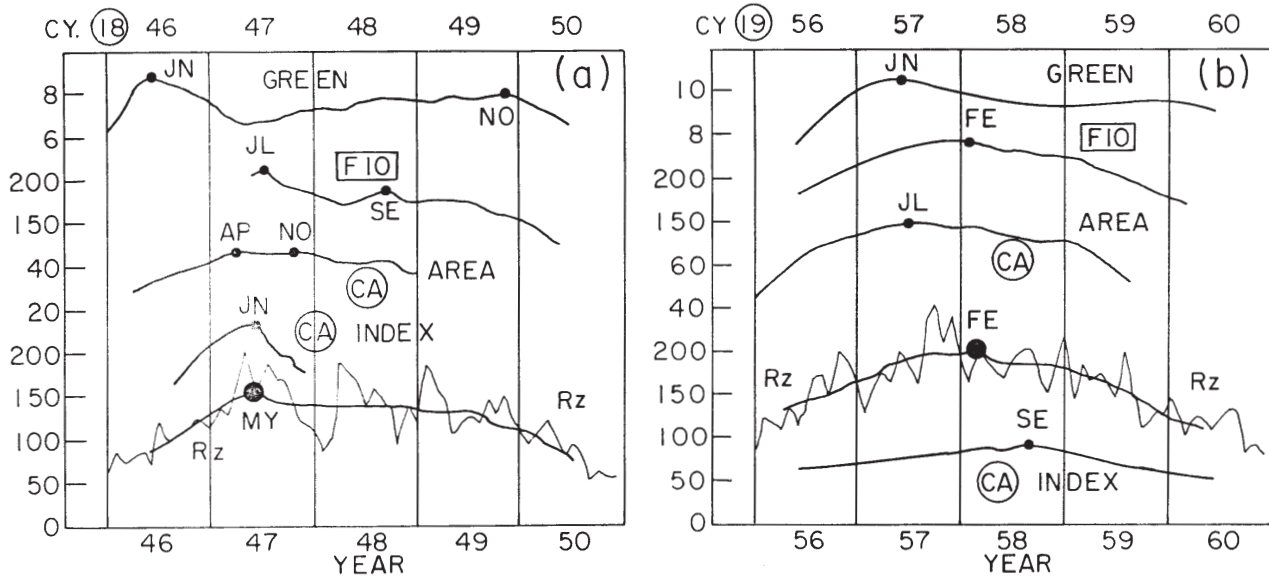 CY. 18 46 47 48 49 50
(a)
JN
GREEN
NO
8
6
JL
F10
SE
200
150
AP NO
AREA
CA
40
20
JN
CA INDEX
200
150
100
50
0
MY
Rz
Rz
46 47 48 49 50
YEAR
CY 19 56 57 58 59 60
(b)
JN
GREEN
10
8
FE
F10
200
150
JL
AREA
CA
60
40
FE
200
150
100
50
0
Rz
Rz
SE
CA INDEX
56 57 58 59 60
YEAR